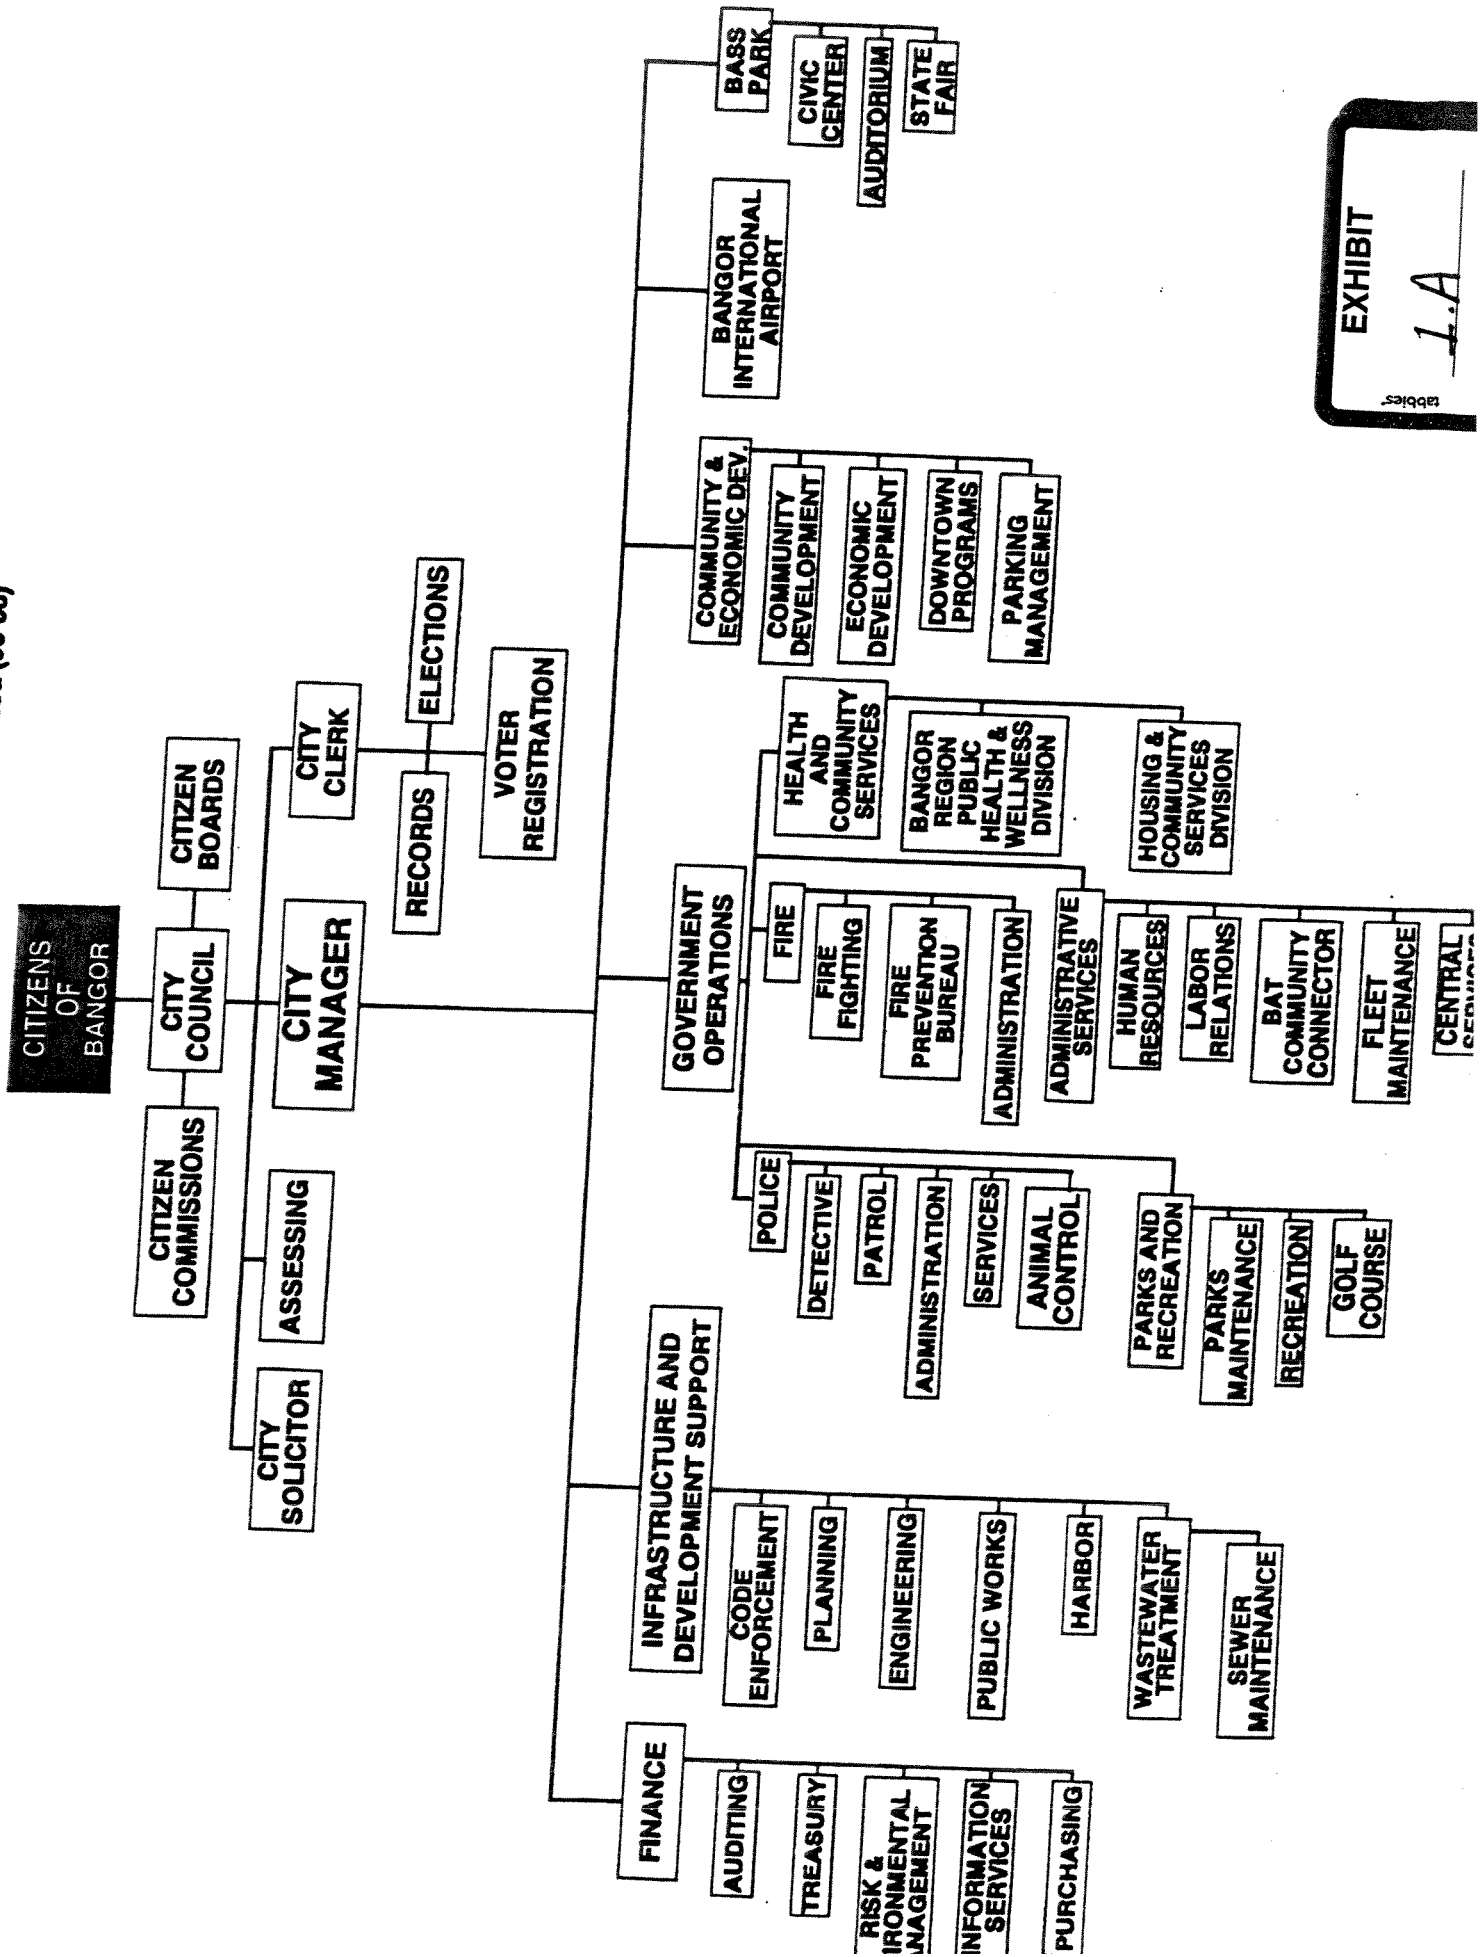 CITIZENS
OF
BANGOR
CITIZEN
COMMISSIONS
CITY
COUNCIL
CITIZEN
BOARDS
CITY
SOLICITOR
ASSESSING
CITY
MANAGER
CITY
CLERK
RECORDS
ELECTIONS
VOTER
REGISTRATION
FINANCE
AUDITING
TREASURY
RISK &
INFORMATION
SERVICES
PURCHASING
INFRASTRUCTURE AND
DEVELOPMENT SUPPORT
CODE
ENFORCEMENT
PLANNING
ENGINEERING
PUBLIC WORKS
HARBOR
WASTEWATER
TREATMENT
SEWER
MAINTENANCE
GOVERNMENT
OPERATIONS
POLICE
DETECTIVE
PATROL
ADMINISTRATION
SERVICES
ANIMAL
CONTROL
PARKS AND
RECREATION
PARKS
MAINTENANCE
RECREATION
GOLF
COURSE
FIRE
FIRE
FIGHTING
FIRE
PREVENTION
BUREAU
ADMINISTRATION
ADMINISTRATIVE
SERVICES
HUMAN
RESOURCES
LABOR
RELATIONS
BAT
COMMUNITY
CONNECTOR
FLEET
MAINTENANCE
CENTRAL
HEALTH
AND
COMMUNITY
SERVICES
BANGOR
REGION
PUBLIC
HEALTH &
WELLNESS
DIVISION
HOUSING &
COMMUNITY
SERVICES
DIVISION
COMMUNITY &
ECONOMIC DEV.
COMMUNITY
DEVELOPMENT
ECONOMIC
DEVELOPMENT
DOWNTOWN
PROGRAMS
PARKING
MANAGEMENT
BANGOR
INTERNATIONAL
AIRPORT
BASS
PARK
CIVIC
CENTER
AUDITORIUM
STATE
FAIR
tabbies
EXHIBIT
1.A